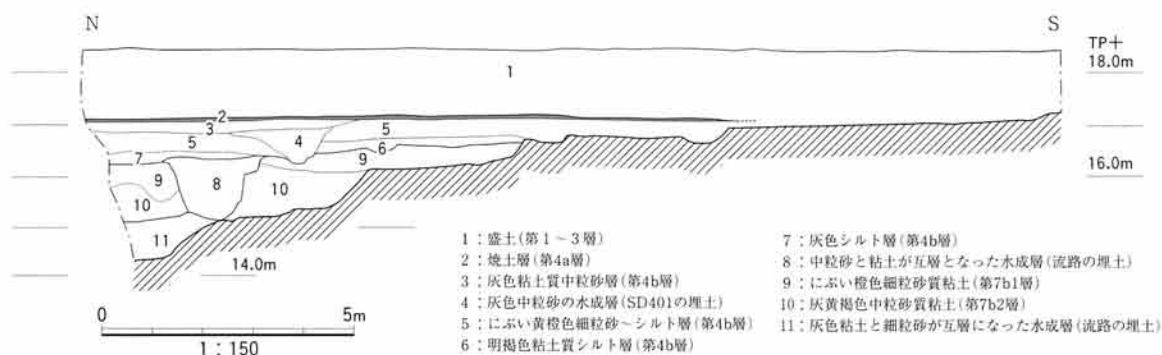 N
S
TP+
18.0m
1
2
3
5
4
5
6
7
9
9
8
10
10
11
16.0m
14.0m
0
5m
1:150
1：盛土(第1～3層)
2：焼土層(第4a層)
3：灰色粘土質中粒砂層(第4b層)
4：灰色中粒砂の水成層(SD401の埋土)
5：にぶい黄橙色細粒砂～シルト層(第4b層)
6：明褐色粘土質シルト層(第4b層)
7：灰色シルト層(第4b層)
8：中粒砂と粘土が互層となった水成層(流路の埋土)
9：にぶい橙色細粒砂質粘土(第7b1層)
10：灰黄褐色中粒砂質粘土(第7b2層)
11：灰色粘土と細粒砂が互層になった水成層(流路の埋土)